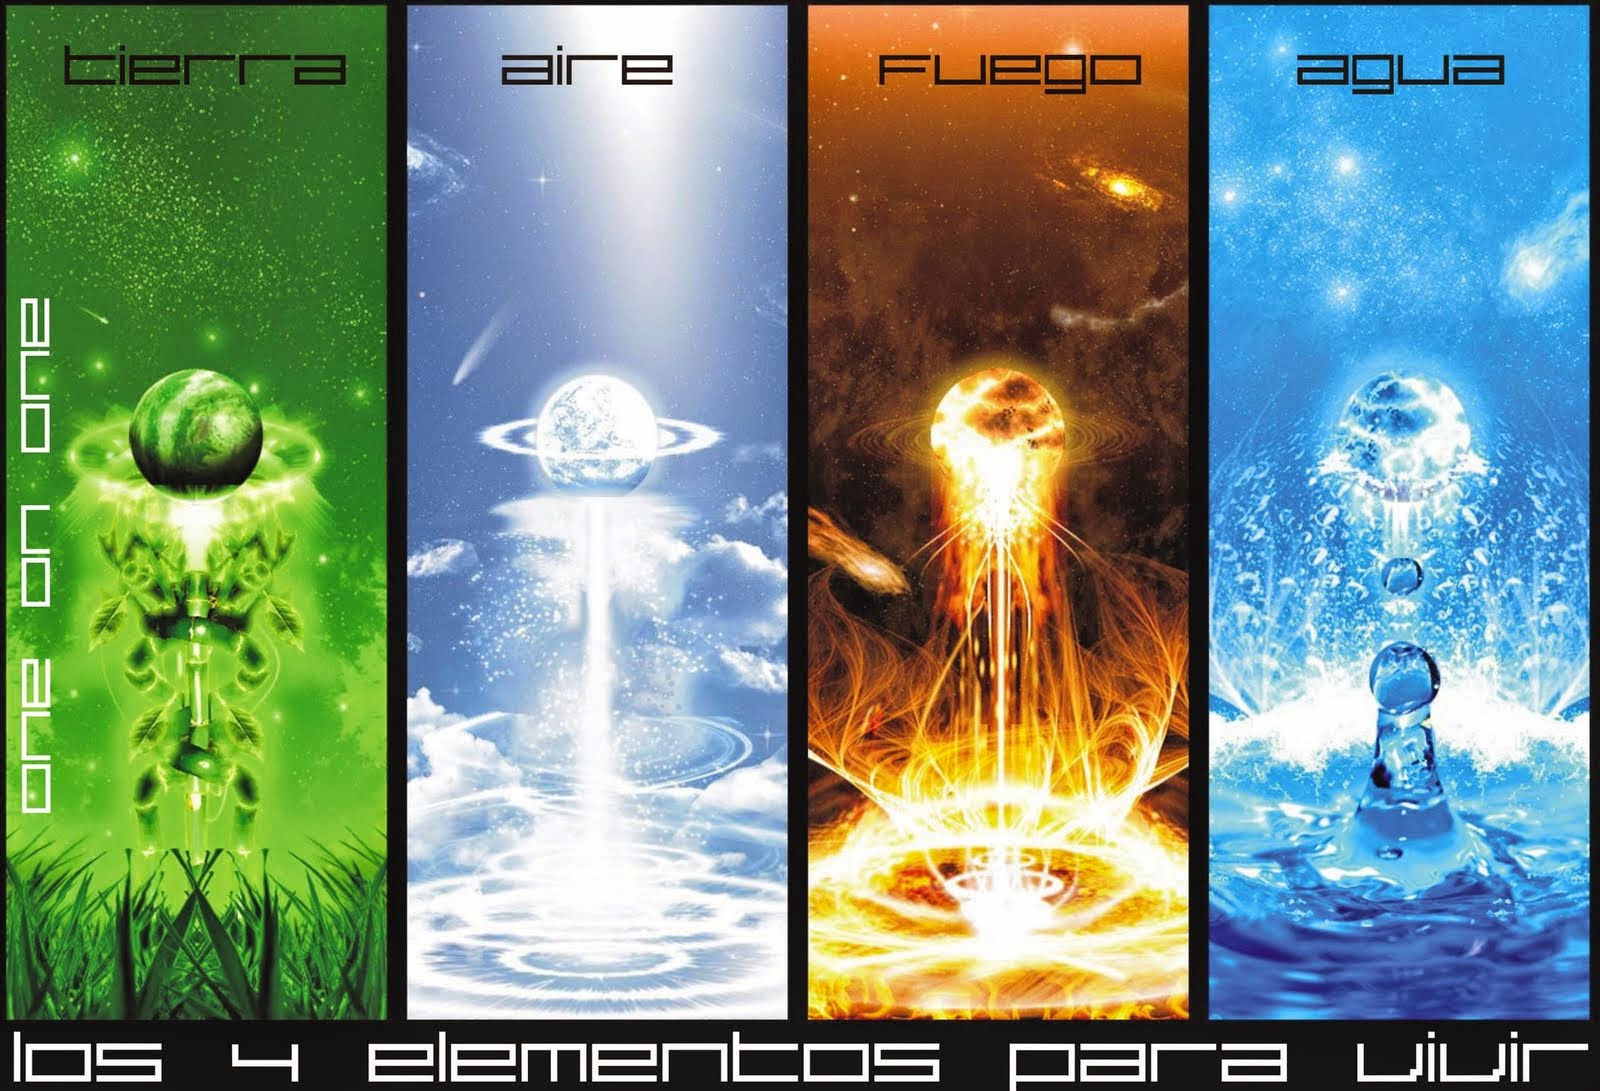 tierra
aire
fuego
agua
one on one
los 4 elementos para vivir